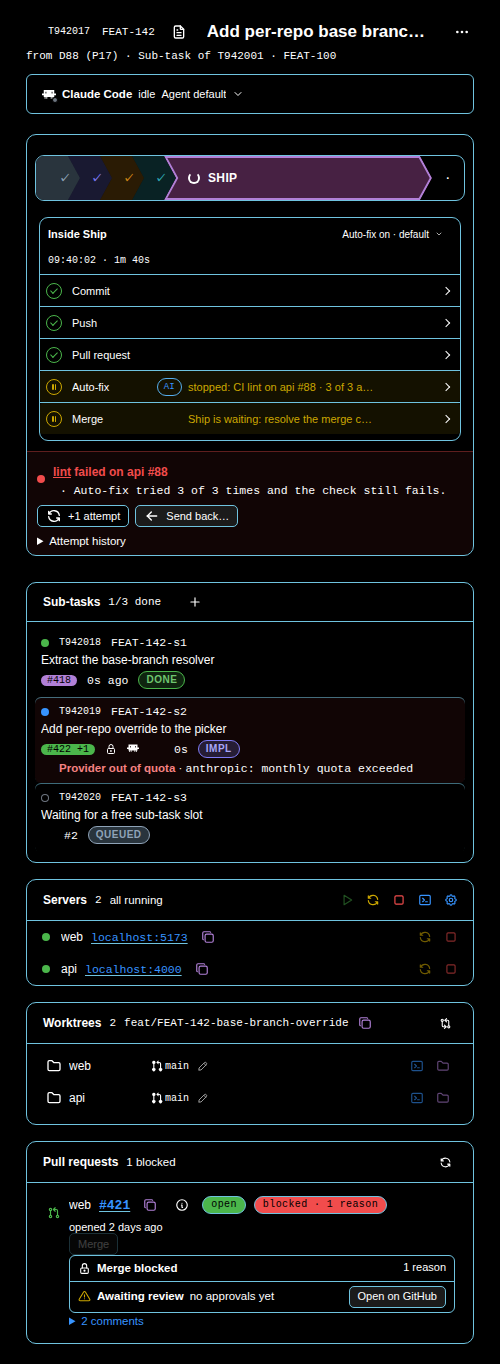 T942017 FEAT-142 Add per-repo base branc…
from D88 (P17) · Sub-task of T942001 · FEAT-100
Claude Code idle Agent default
SHIP
Inside Ship Auto-fix on · default
09:40:02 · 1m 40s
Commit
Push
Pull request
Auto-fix AI stopped: CI lint on api #88 · 3 of 3 a…
Merge Ship is waiting: resolve the merge c…
lint failed on api #88
· Auto-fix tried 3 of 3 times and the check still fails.
+1 attempt Send back…
Attempt history
Sub-tasks 1/3 done
T942018 FEAT-142-s1
Extract the base-branch resolver
#418 0s ago DONE
T942019 FEAT-142-s2
Add per-repo override to the picker
#422 +1 0s IMPL
Provider out of quota · anthropic: monthly quota exceeded
T942020 FEAT-142-s3
Waiting for a free sub-task slot
#2 QUEUED
Servers 2 all running
web localhost:5173
api localhost:4000
Worktrees 2 feat/FEAT-142-base-branch-override
web main
api main
Pull requests 1 blocked
web #421 open blocked · 1 reason
opened 2 days ago
Merge
Merge blocked 1 reason
Awaiting review no approvals yet Open on GitHub
2 comments